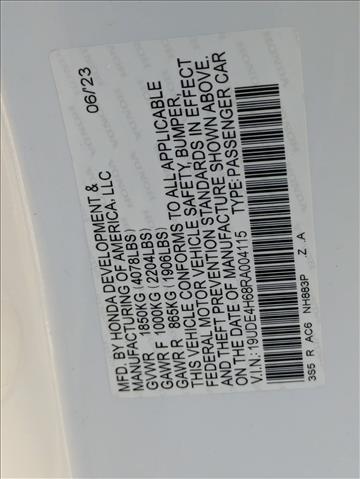 MFD. BY HONDA DEVELOPMENT & 06/23
MANUFACTURING OF AMERICA, LLC
GVWR 1850KG (4078LBS)
GAWR F 1000KG (2204LBS)
GAWR R 865KG (1906LBS)
THIS VEHICLE CONFORMS TO ALL APPLICABLE
FEDERAL MOTOR VEHICLE SAFETY, BUMPER,
AND THEFT PREVENTION STANDARDS IN EFFECT
ON THE DATE OF MANUFACTURE SHOWN ABOVE.
V.I.N.:19UDE4H68RA004115 TYPE:PASSENGER CAR
3S5 R AC6 NH883P .Z .A